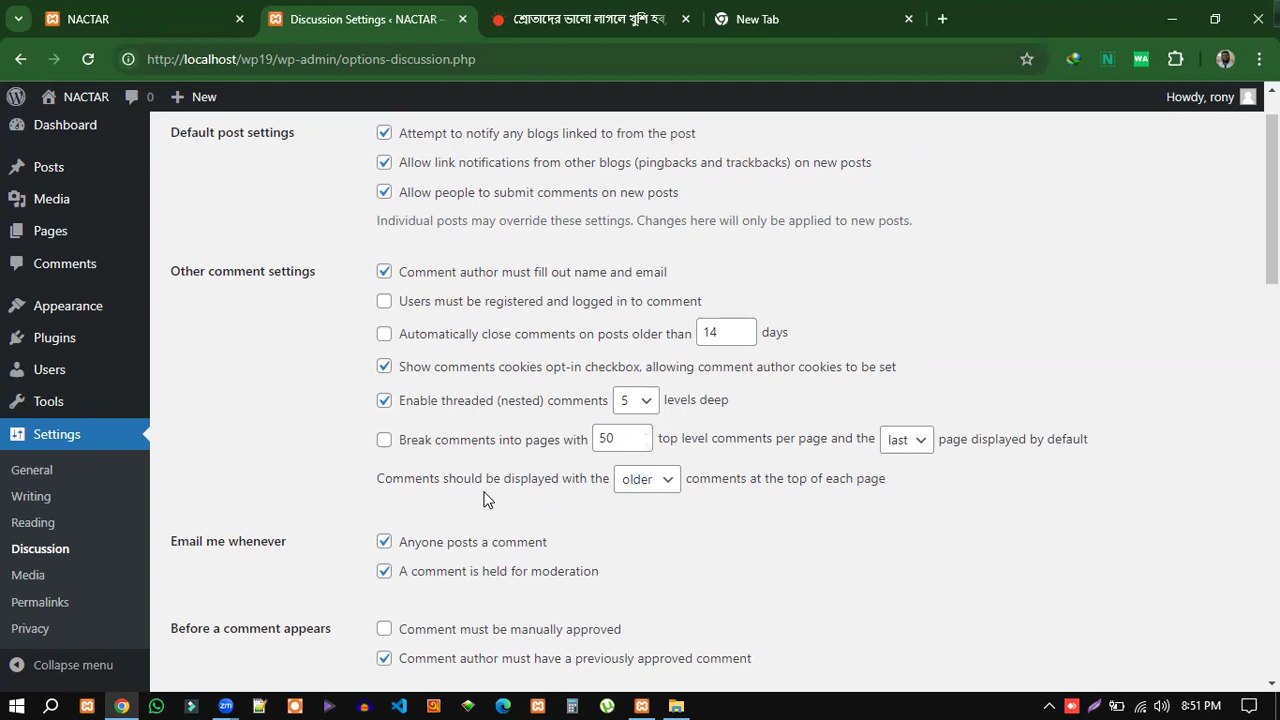 NACTAR
Discussion Settings ‹ NACTAR —
শ্রোতাদের ভালো লাগলে খুশি হব,
New Tab
http://localhost/wp19/wp-admin/options-discussion.php
NACTAR
0
New
Howdy, rony
Dashboard
Posts
Media
Pages
Comments
Appearance
Plugins
Users
Tools
Settings
General
Writing
Reading
Discussion
Media
Permalinks
Privacy
Collapse menu
Default post settings
Attempt to notify any blogs linked to from the post
Allow link notifications from other blogs (pingbacks and trackbacks) on new posts
Allow people to submit comments on new posts
Individual posts may override these settings. Changes here will only be applied to new posts.
Other comment settings
Comment author must fill out name and email
Users must be registered and logged in to comment
Automatically close comments on posts older than 14 days
Show comments cookies opt-in checkbox, allowing comment author cookies to be set
Enable threaded (nested) comments 5 levels deep
Break comments into pages with 50 top level comments per page and the last page displayed by default
Comments should be displayed with the older comments at the top of each page
Email me whenever
Anyone posts a comment
A comment is held for moderation
Before a comment appears
Comment must be manually approved
Comment author must have a previously approved comment
8:51 PM